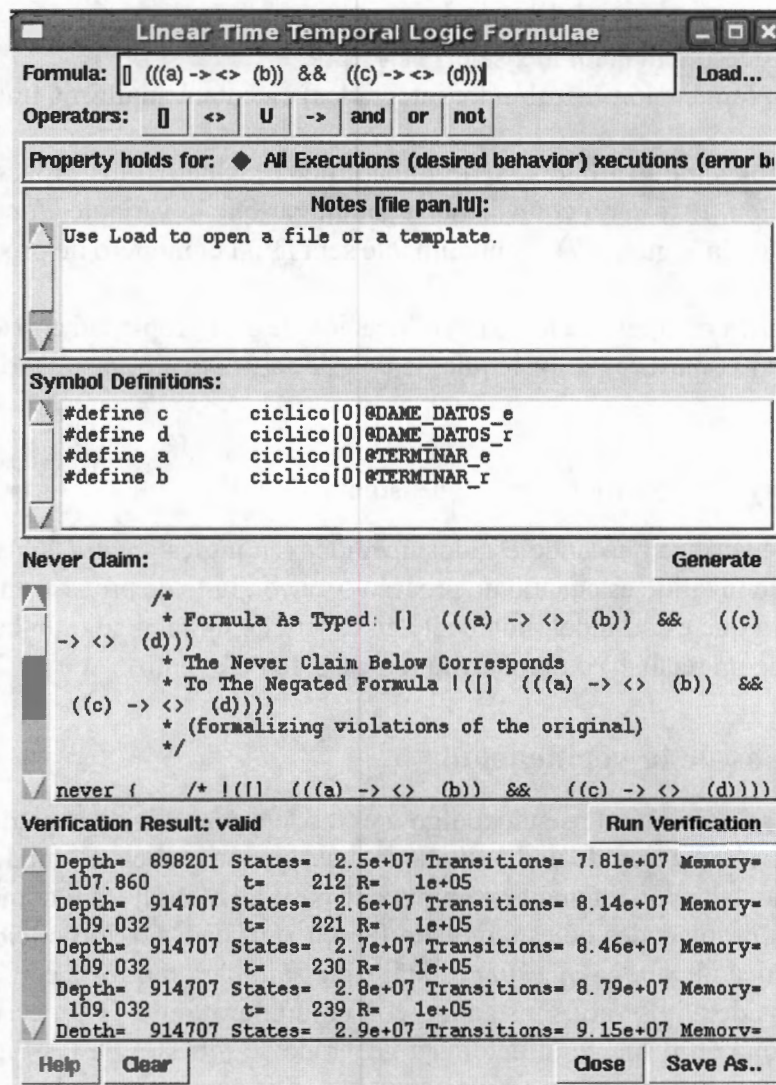 Linear Time Temporal Logic Formulae
Formula: [] (((a) -> <> (b)) && ((c) -> <> (d))) Load...
Operators: [] <> U -> and or not
Property holds for: ◆ All Executions (desired behavior) xecutions (error b
Notes [file pan.ltl]:
Use Load to open a file or a template.
Symbol Definitions:
#define c ciclico[0]@DAME_DATOS_e
#define d ciclico[0]@DAME_DATOS_r
#define a ciclico[0]@TERMINAR_e
#define b ciclico[0]@TERMINAR_r
Never Claim: Generate
/*
* Formula As Typed: [] (((a) -> <> (b)) && ((c)
-> <> (d)))
* The Never Claim Below Corresponds
* To The Negated Formula !([] (((a) -> <> (b)) &&
((c) -> <> (d))))
* (formalizing violations of the original)
*/
never { /* !([] (((a) -> <> (b)) && ((c) -> <> (d))))
Verification Result: valid Run Verification
Depth= 898201 States= 2.5e+07 Transitions= 7.81e+07 Memory=
107.860 t= 212 R= 1e+05
Depth= 914707 States= 2.6e+07 Transitions= 8.14e+07 Memory=
109.032 t= 221 R= 1e+05
Depth= 914707 States= 2.7e+07 Transitions= 8.46e+07 Memory=
109.032 t= 230 R= 1e+05
Depth= 914707 States= 2.8e+07 Transitions= 8.79e+07 Memory=
109.032 t= 239 R= 1e+05
Depth= 914707 States= 2.9e+07 Transitions= 9.15e+07 Memory=
Help Clear Close Save As..